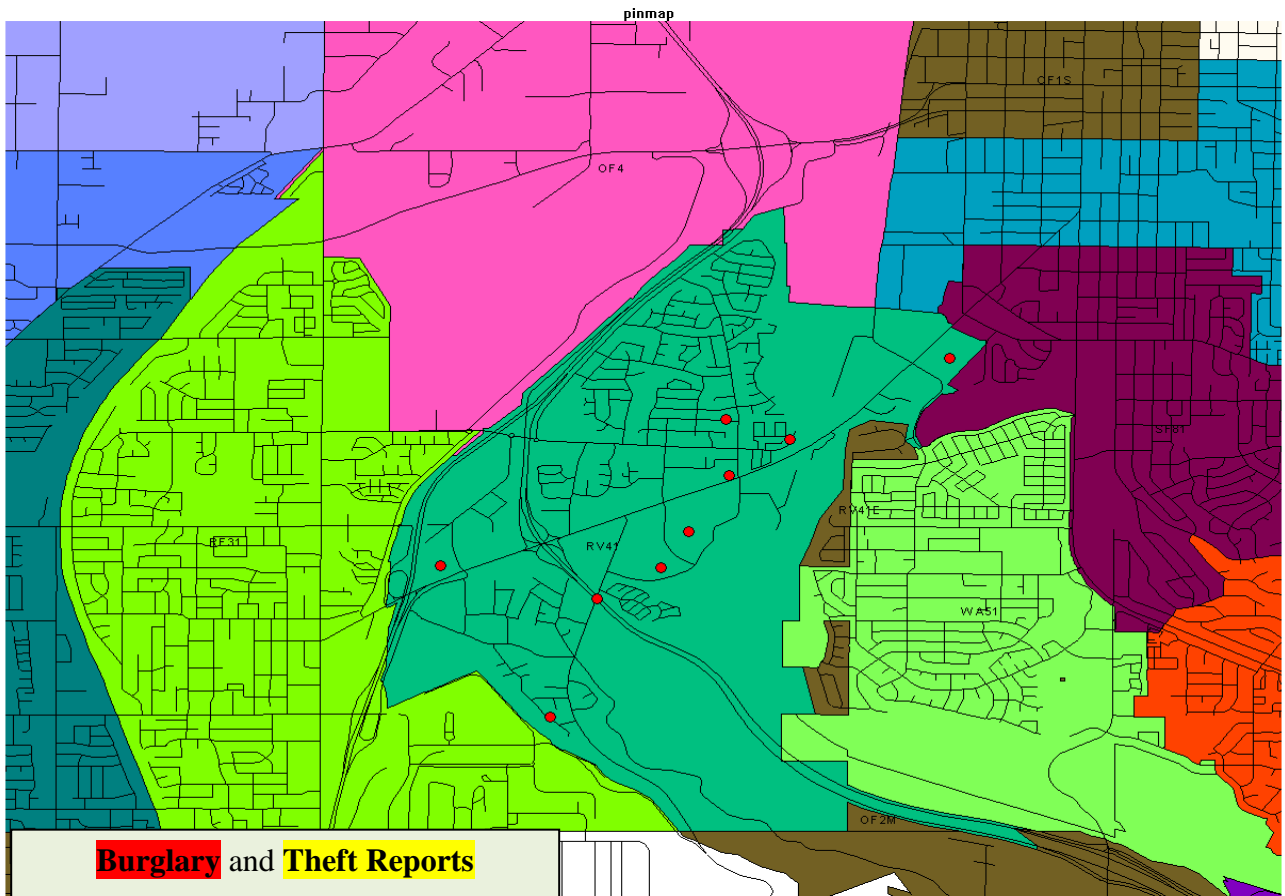 pinmap
OF1S
OF4
SF31
RV41E
RF31
RV41
WA51
OF2M
Burglary and Theft Reports